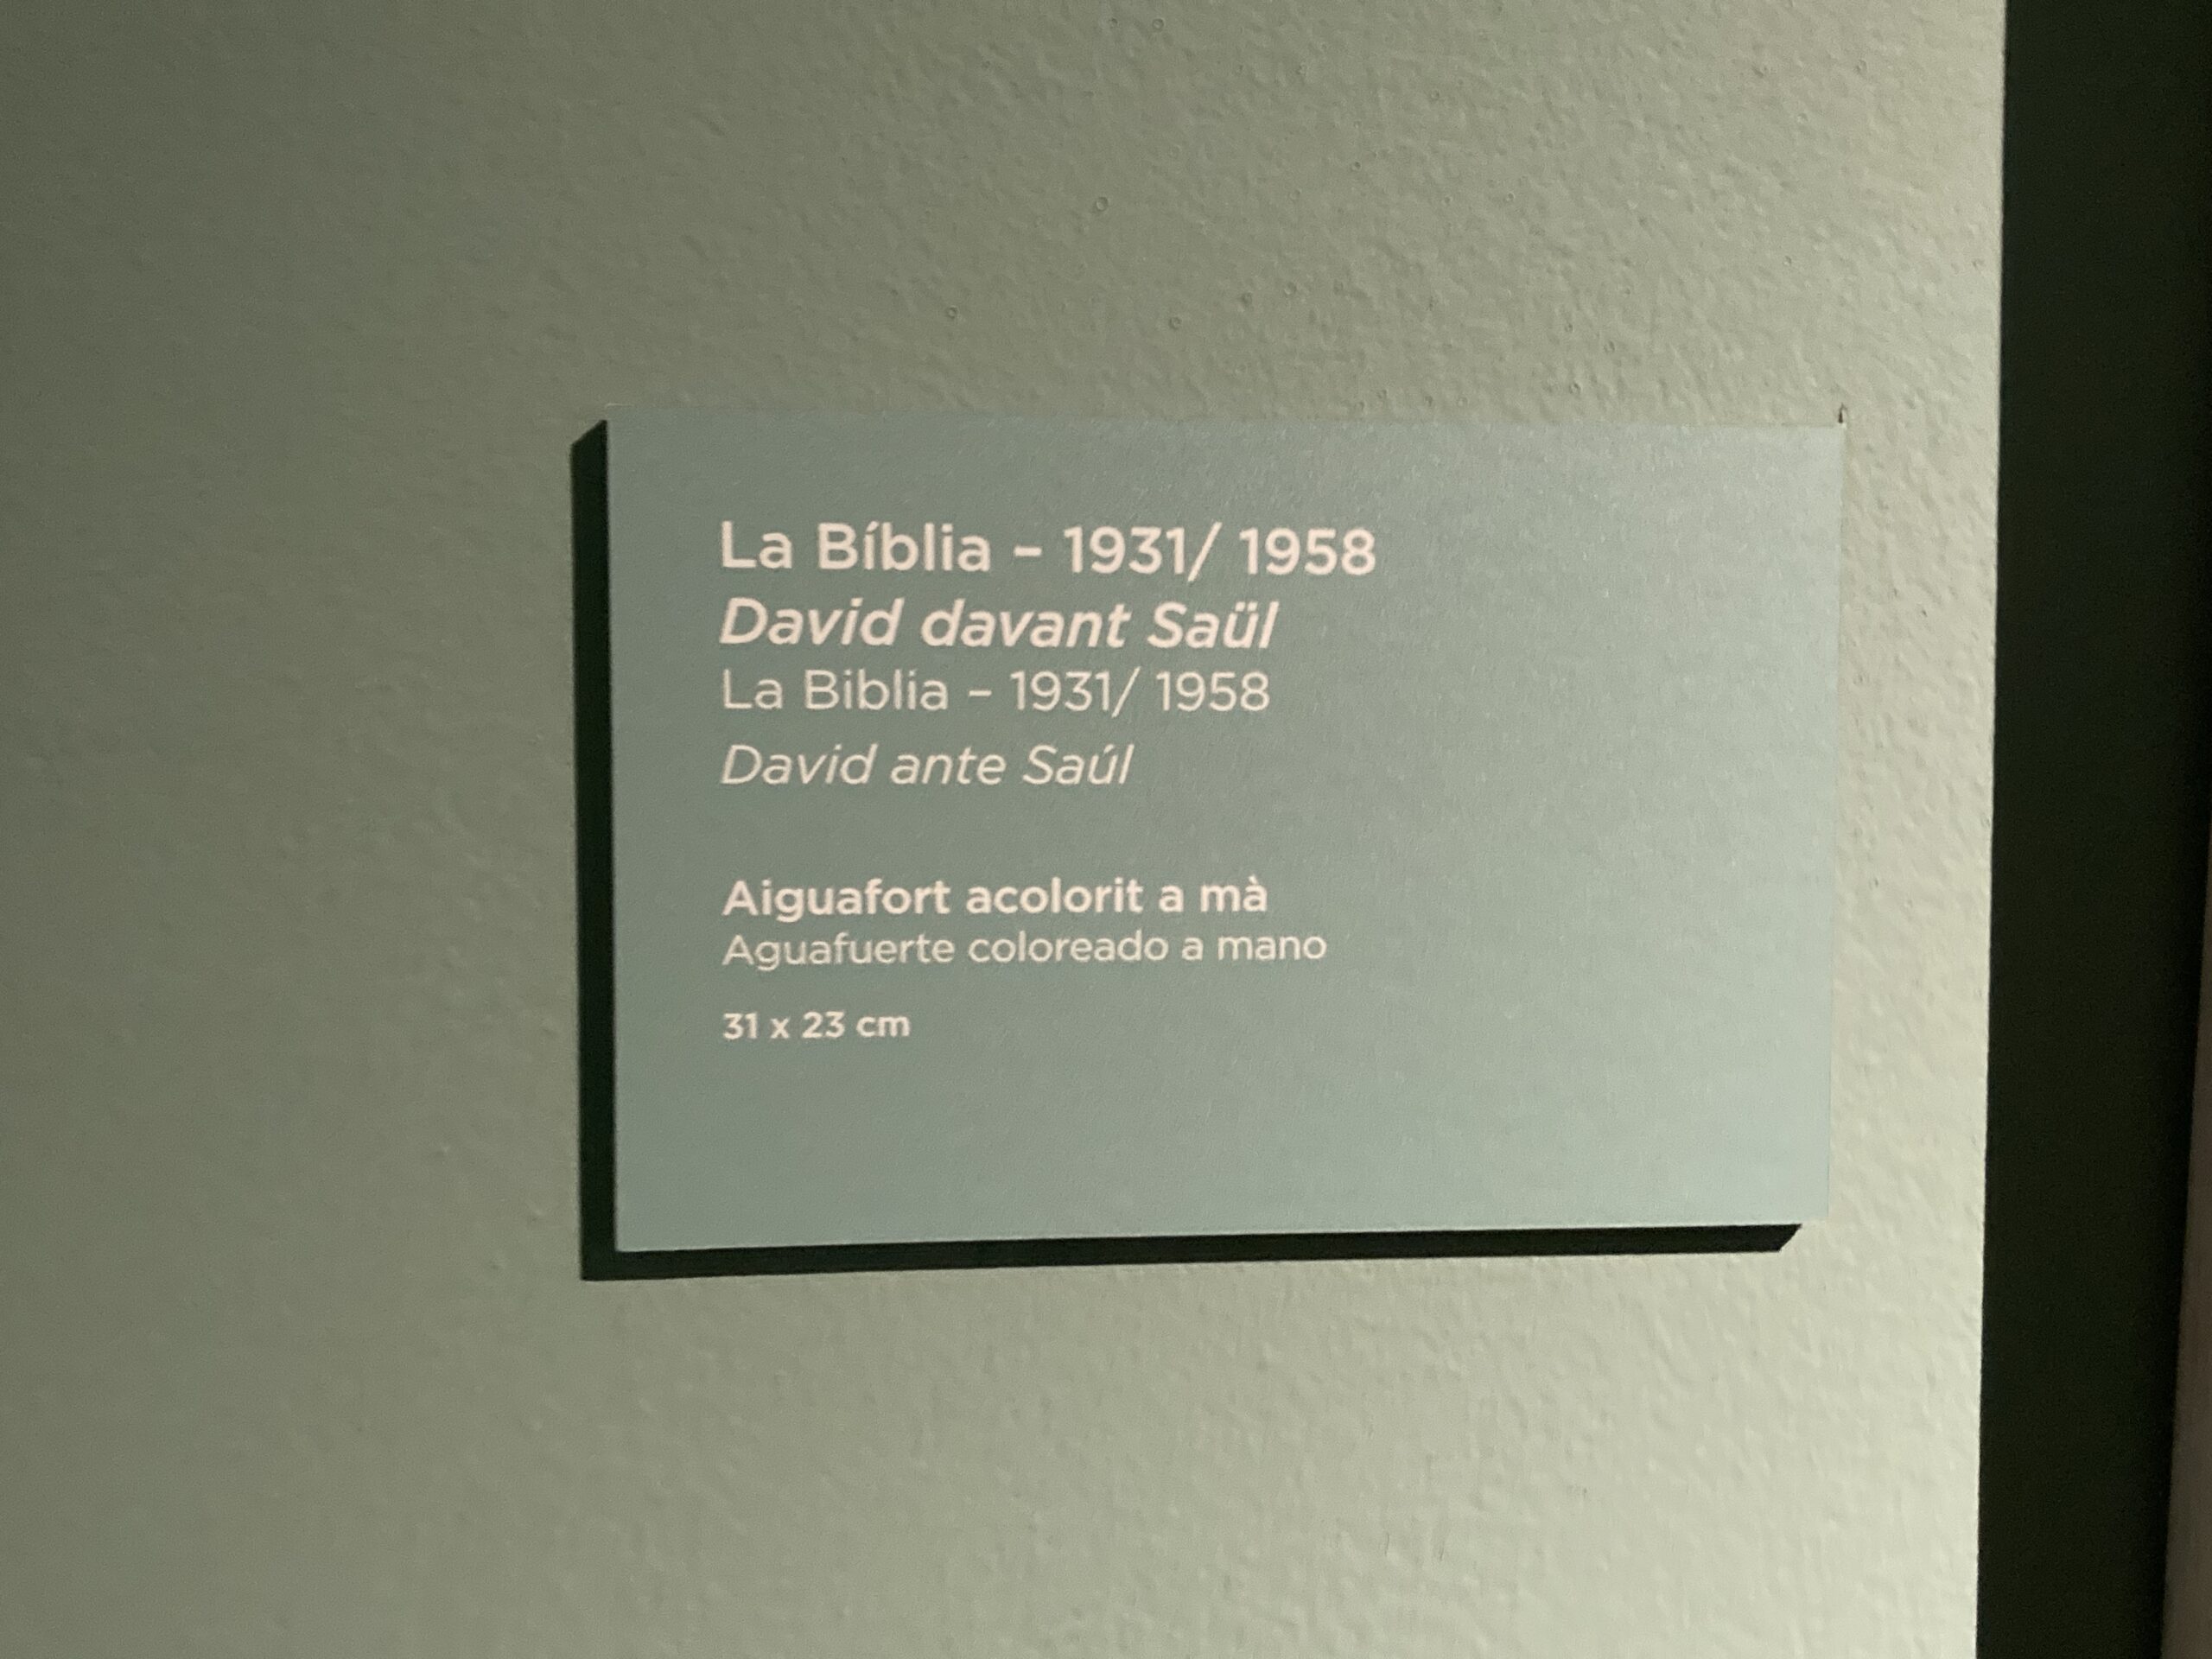 La Bíblia – 1931/ 1958
David davant Saül
La Biblia – 1931/ 1958
David ante Saúl
Aiguafort acolorit a mà
Aguafuerte coloreado a mano
31 x 23 cm